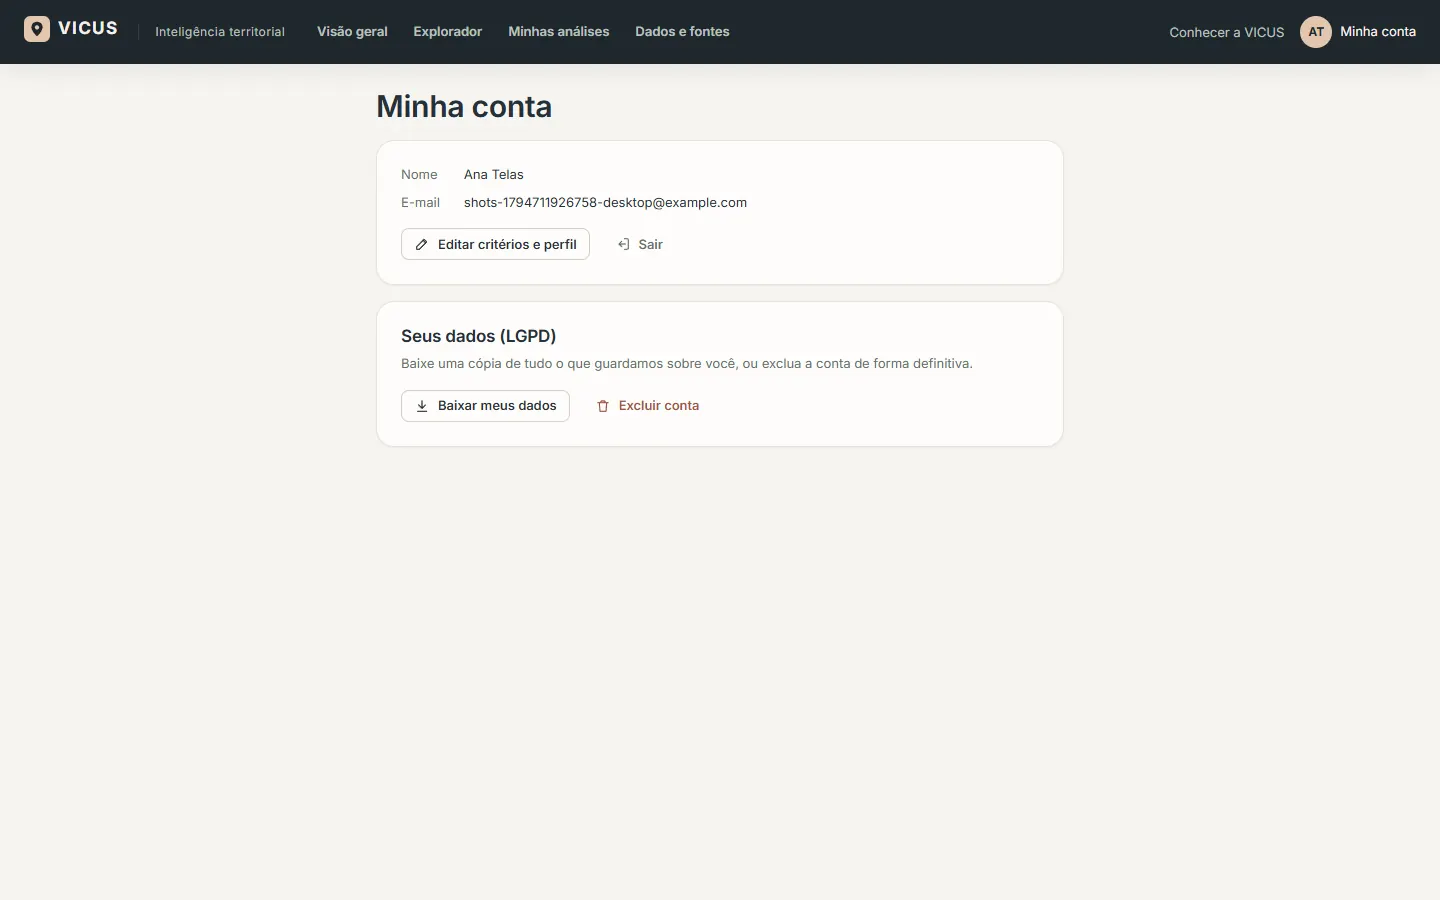 VICUS Inteligência territorial Visão geral Explorador Minhas análises Dados e fontes Conhecer a VICUS AT Minha conta
Minha conta
Nome Ana Telas
E-mail shots-1794711926758-desktop@example.com
Editar critérios e perfil Sair
Seus dados (LGPD)
Baixe uma cópia de tudo o que guardamos sobre você, ou exclua a conta de forma definitiva.
Baixar meus dados Excluir conta